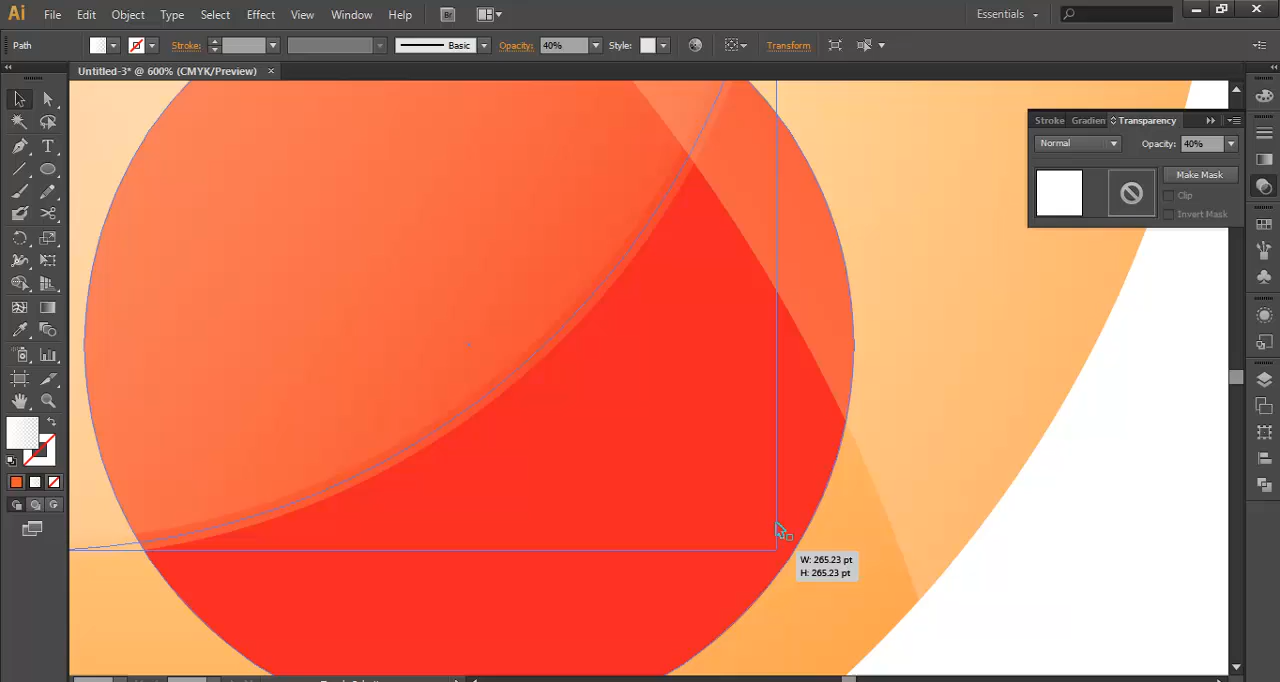 Ai File Edit Object Type Select Effect View Window Help Br Essentials
Path Stroke: Basic Opacity: 40% Style: Transform
Untitled-3* @ 600% (CMYK/Preview) ×
Stroke Gradien Transparency
Normal Opacity: 40%
Make Mask
Clip
Invert Mask
W: 265.23 pt
H: 265.23 pt